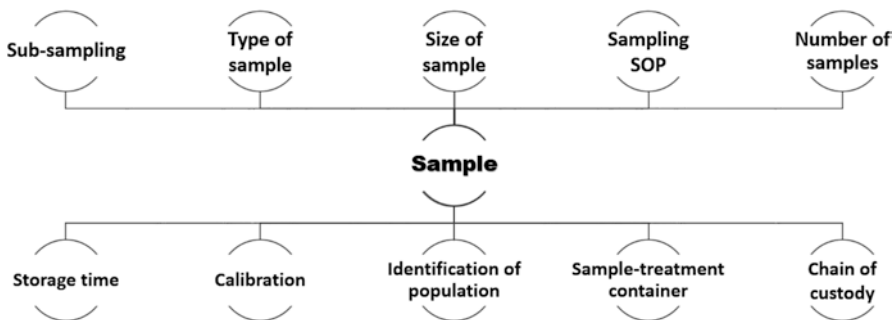 Sub-sampling
Type of
sample
Size of
sample
Sampling
SOP
Number of
samples
Sample
Storage time
Calibration
Identification of
population
Sample-treatment
container
Chain of
custody